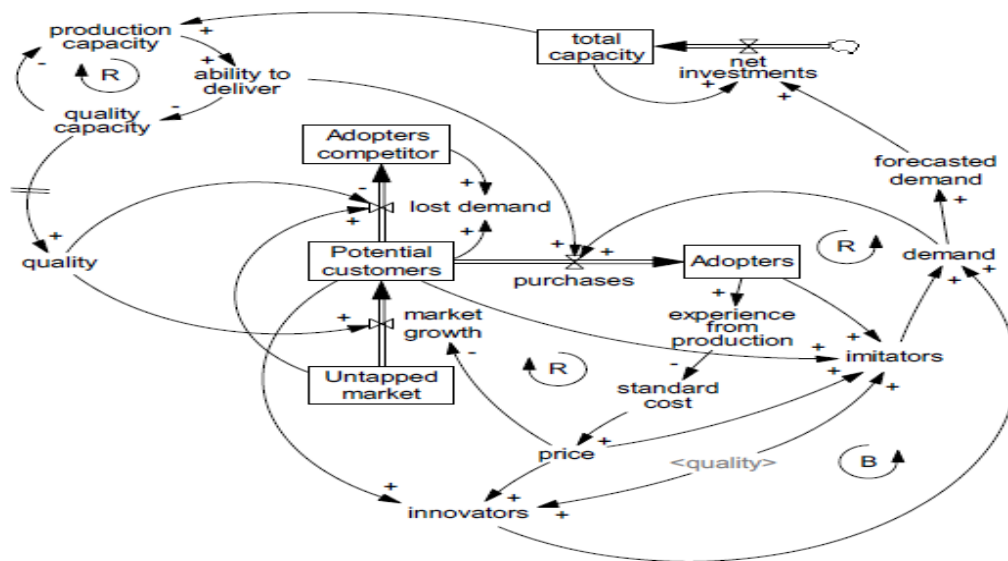 production
capacity
+
+
-
R
ability to
deliver
-
quality
capacity
+
total
capacity
net
investments
+
+
Adopters
competitor
-
+
+
lost demand
+
forecasted
demand
+
+
quality
Potential
customers
+
+
purchases
Adopters
R
demand
+
+
+
market
growth
-
+
experience
from
production
-
+
+
imitators
+
+
Untapped
market
R
standard
cost
+
price
<quality>
B
+
innovators
+
+